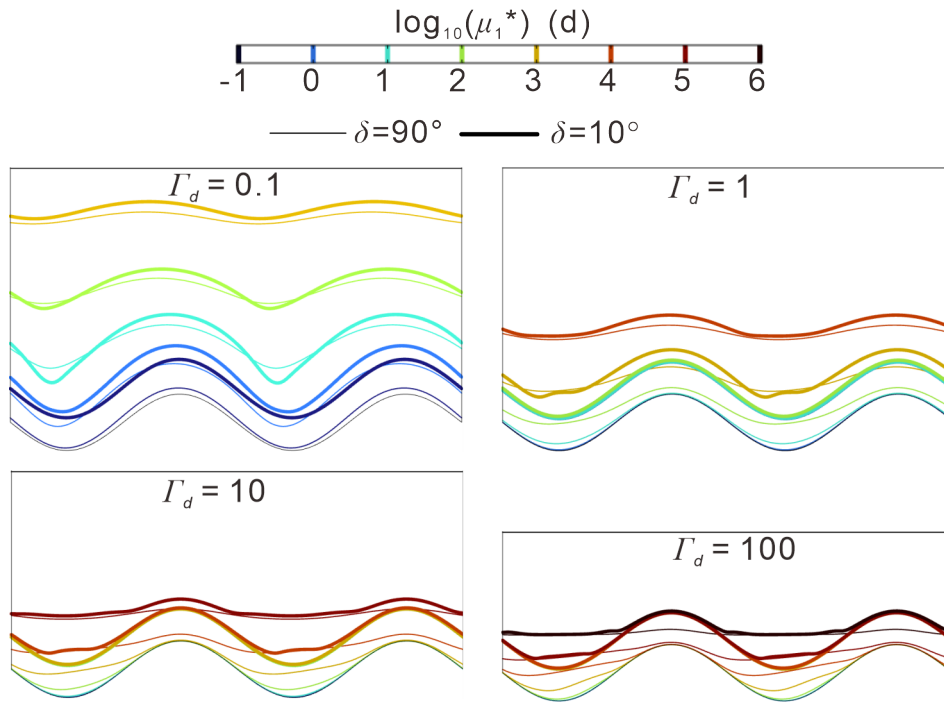 log₁₀(μ₁*) (d)
-1 0 1 2 3 4 5 6
δ=90° δ=10°
Γd = 0.1
Γd = 1
Γd = 10
Γd = 100